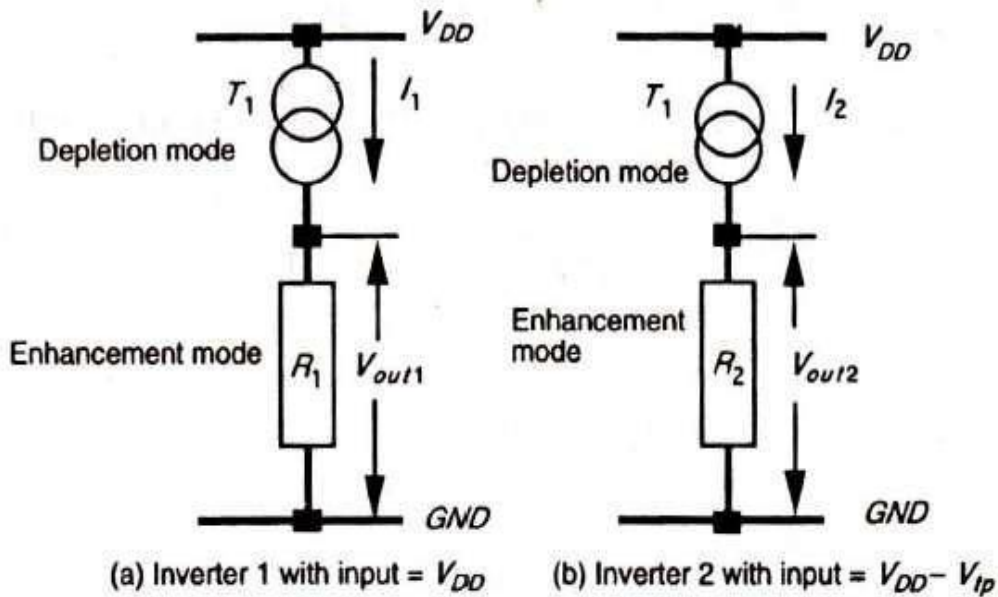 V_DD
T_1
I_1
Depletion mode
Enhancement mode
R_1
V_out1
GND
(a) Inverter 1 with input = V_DD
V_DD
T_1
I_2
Depletion mode
Enhancement
mode
R_2
V_out2
GND
(b) Inverter 2 with input = V_DD – V_tp